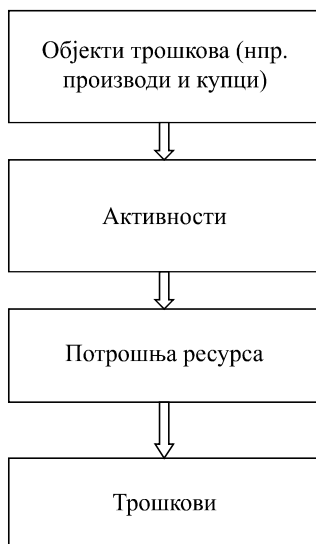 Објекти трошкова (нпр.
производи и купци)
Активности
Потрошња ресурса
Трошкови